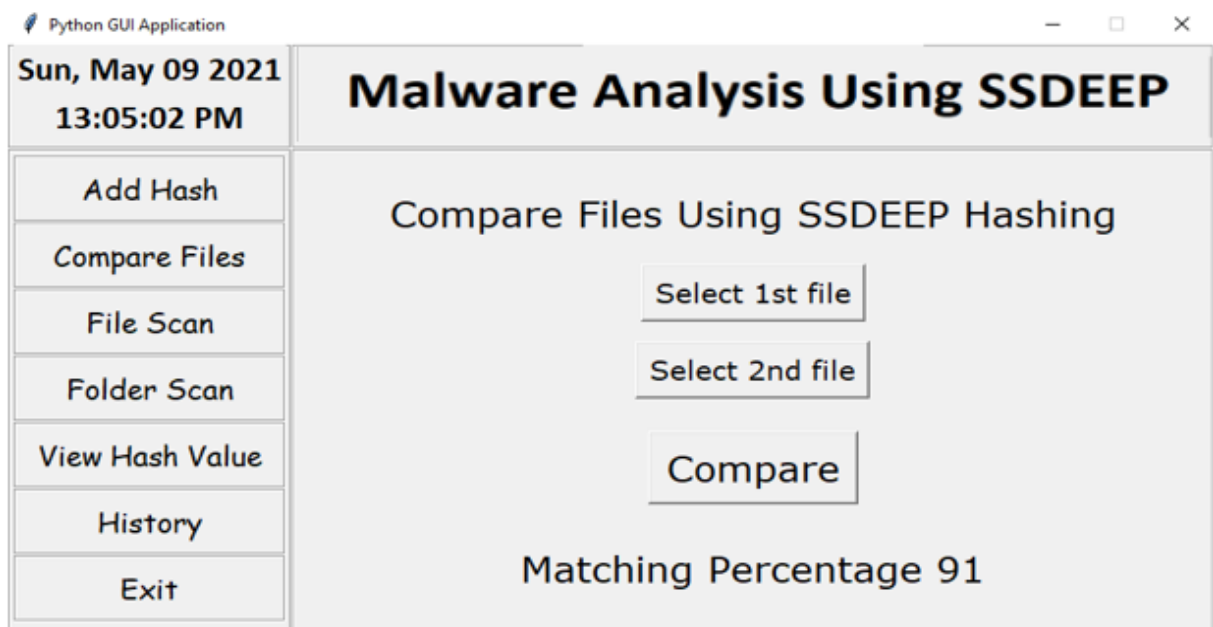 Python GUI Application
Sun, May 09 2021
13:05:02 PM
Malware Analysis Using SSDEEP
Add Hash
Compare Files
File Scan
Folder Scan
View Hash Value
History
Exit
Compare Files Using SSDEEP Hashing
Select 1st file
Select 2nd file
Compare
Matching Percentage 91